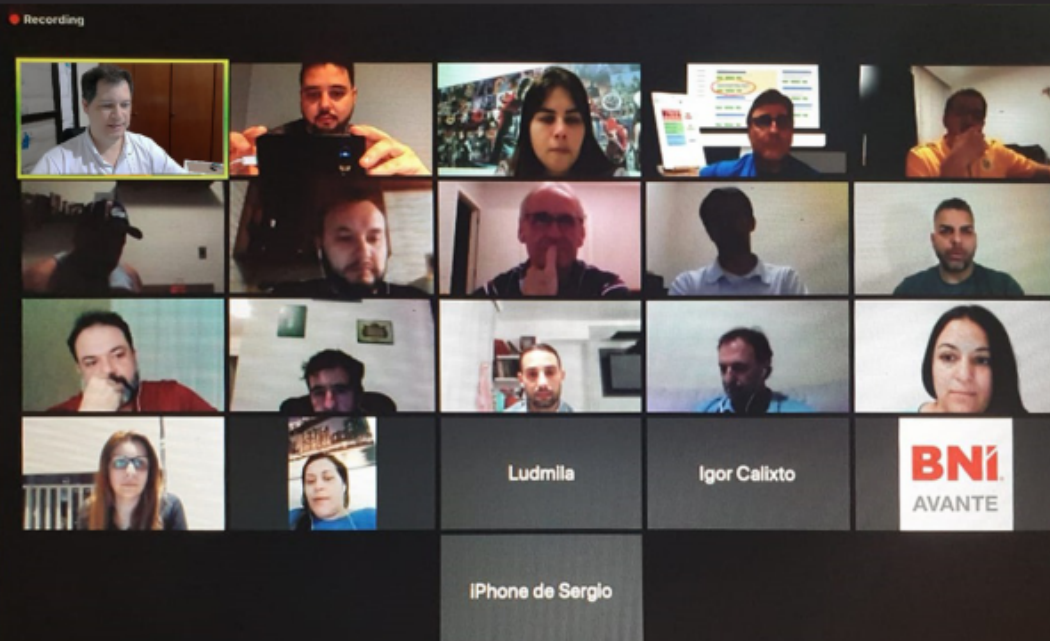 Recording
Ludmila
Igor Calixto
BNI
AVANTE
iPhone de Sergio